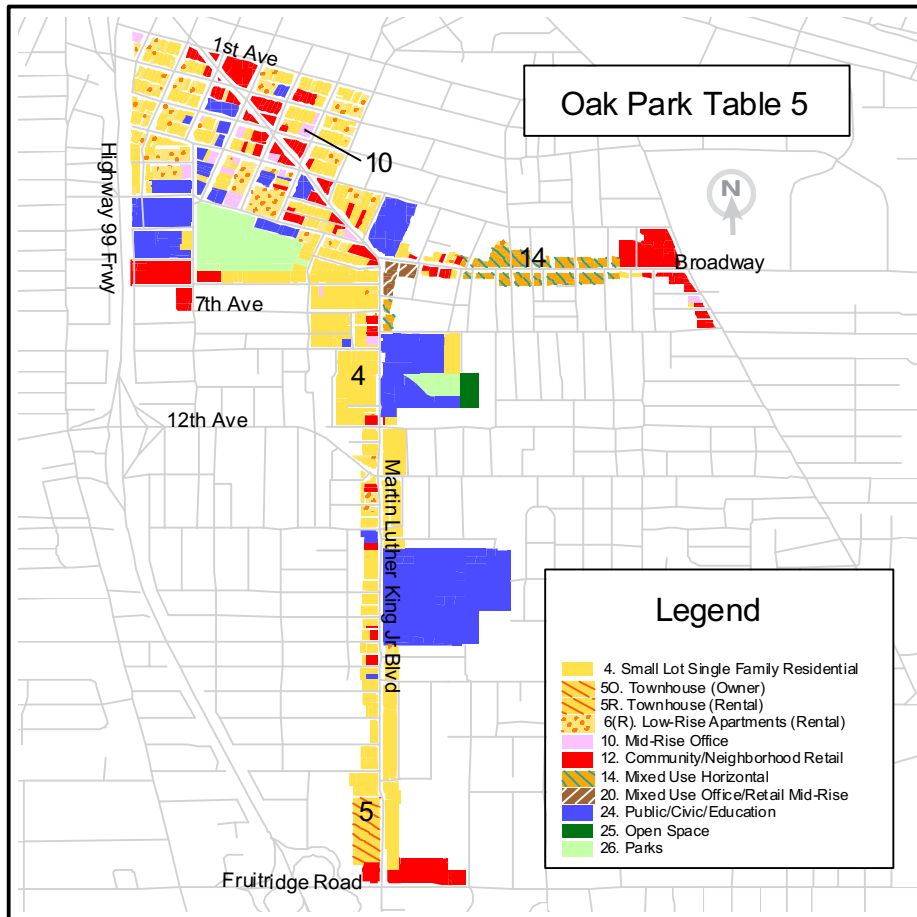 1st Ave
Oak Park Table 5
10
N
Highway 99 Frwy
14
Broadway
7th Ave
4
12th Ave
Martin Luther King Jr Blvd
Legend
4. Small Lot Single Family Residential
5O. Townhouse (Owner)
5R. Townhouse (Rental)
6(R). Low-Rise Apartments (Rental)
10. Mid-Rise Office
12. Community/Neighborhood Retail
14. Mixed Use Horizontal
20. Mixed Use Office/Retail Mid-Rise
24. Public/Civic/Education
25. Open Space
26. Parks
5
Fruitridge Road